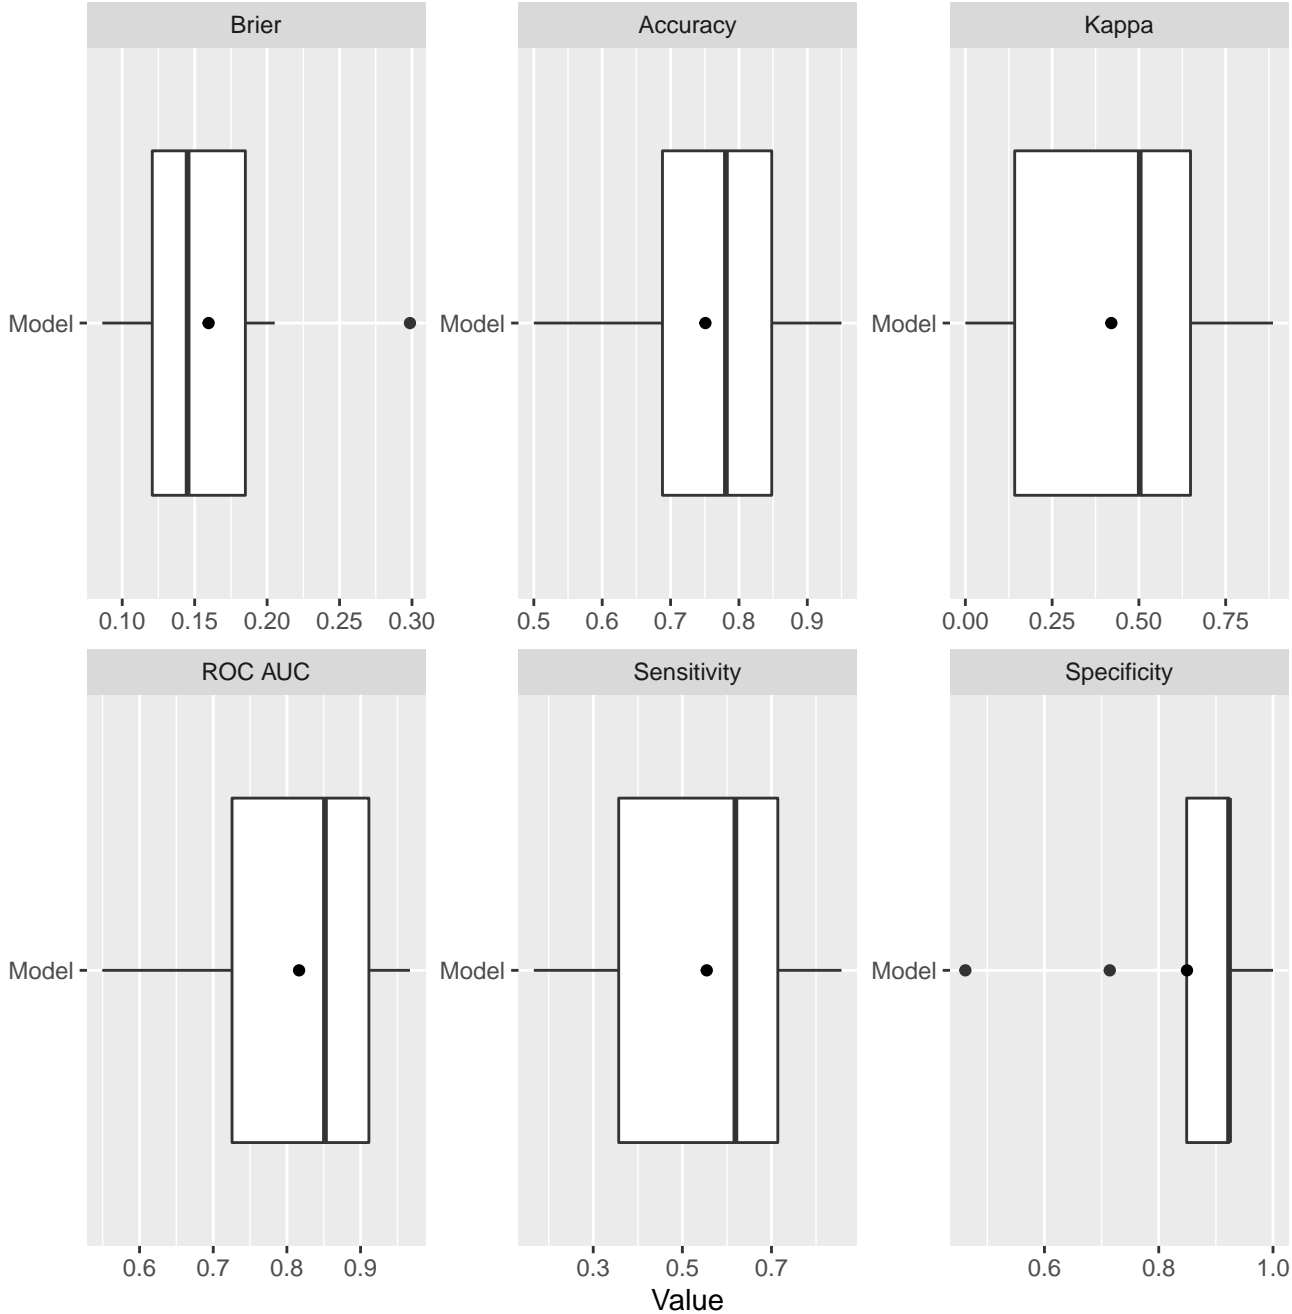 Brier Accuracy Kappa
Model Model Model
0.10 0.15 0.20 0.25 0.30 0.5 0.6 0.7 0.8 0.9 0.00 0.25 0.50 0.75
ROC AUC Sensitivity Specificity
Model Model Model
0.6 0.7 0.8 0.9 0.3 0.5 0.7 0.6 0.8 1.0
Value